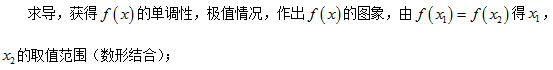 求导，获得f(x)的单调性，极值情况，作出f(x)的图象，由f(x₁)=f(x₂)得x₁，
x₂的取值范围（数形结合）；